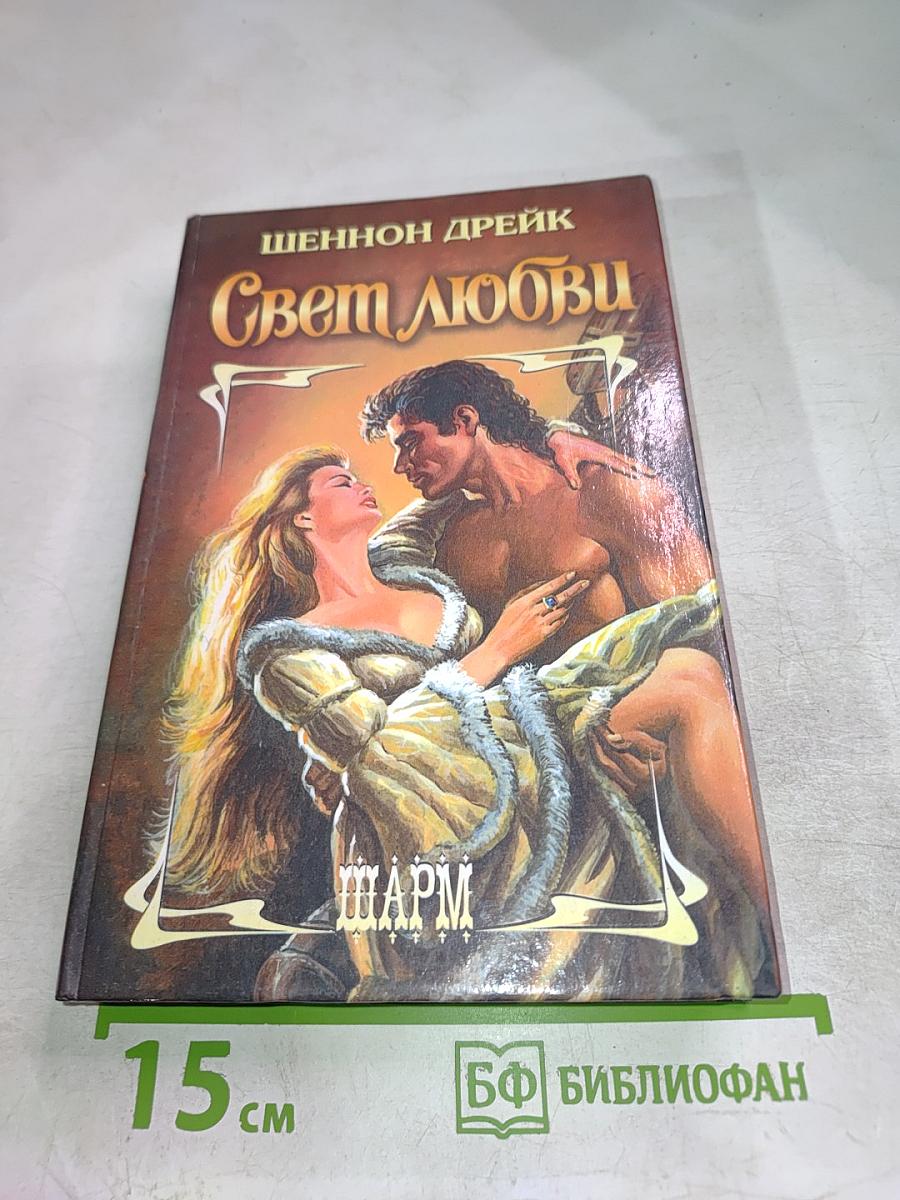 ШЕННОН ДРЕЙК
Свет любви
ШАРМ
15 см
БФ БИБЛИОФАН